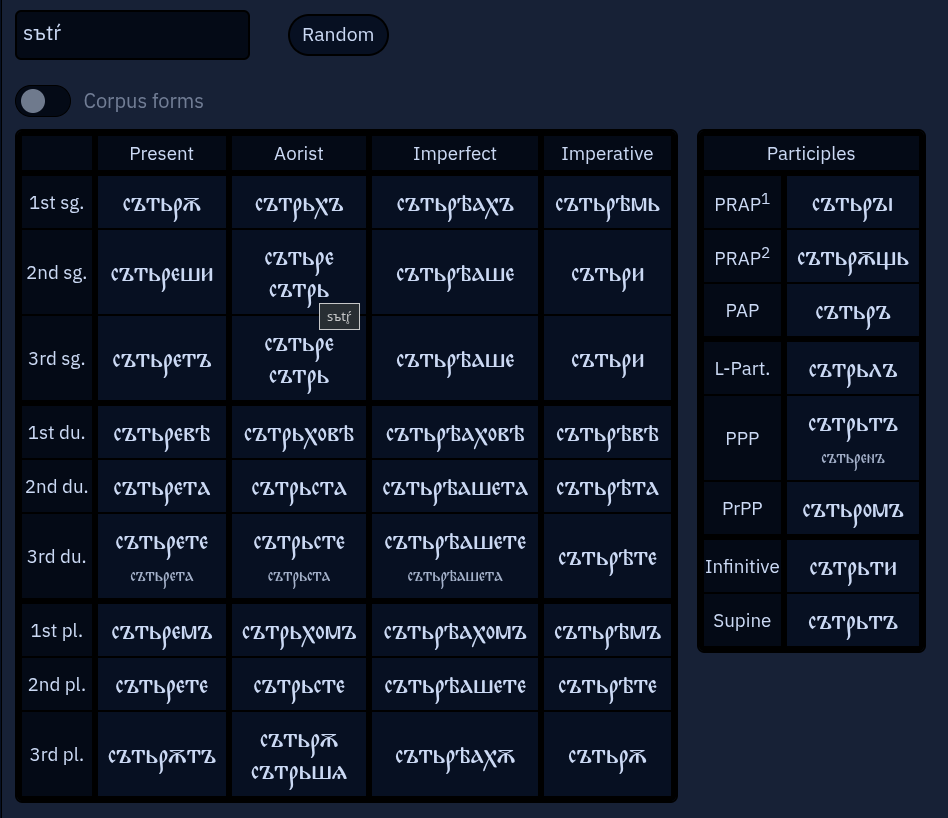 sъtŕ
Random
Corpus forms
Present Aorist Imperfect Imperative
1st sg. сътьрѫ сътрьхъ сътьрѣахъ сътьрѣмь
2nd sg. сътьреши сътьре сътьрѣаше сътьри
сътрь
3rd sg. сътьретъ сътьре сътьрѣаше сътьри
сътрь
1st du. сътьревѣ сътрьховѣ сътьрѣаховѣ сътьрѣвѣ
2nd du. сътьрета сътрьста сътьрѣашета сътьрѣта
3rd du. сътьрете сътрьсте сътьрѣашете сътьрѣте
сътьрета сътрьста сътьрѣашета
1st pl. сътьремъ сътрьхомъ сътьрѣахомъ сътьрѣмъ
2nd pl. сътьрете сътрьсте сътьрѣашете сътьрѣте
3rd pl. сътьрѫтъ сътьрѫ сътьрѣахѫ сътьрѫ
сътрьшѧ
Participles
PRAP¹ сътьрꙑ
PRAP² сътьрѫщь
PAP сътьръ
L-Part. сътрьлъ
PPP сътрьтъ
сътьренъ
PrPP сътьромъ
Infinitive сътрьти
Supine сътрьтъ